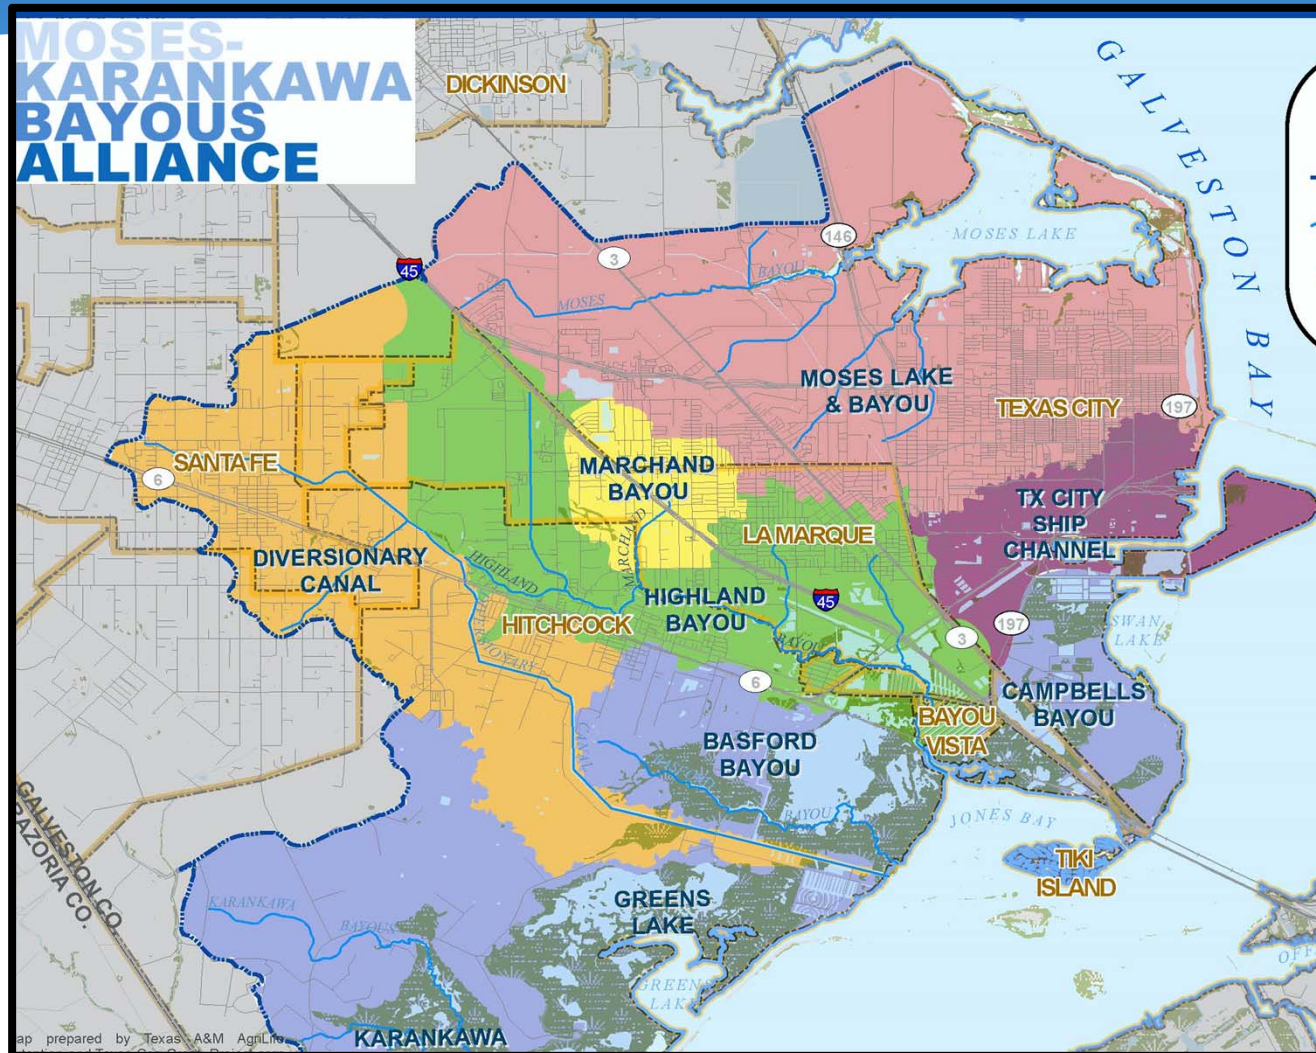 MOSES-
KARANKAWA
BAYOUS
ALLIANCE
DICKINSON
GALVESTON BAY
146
3
MOSES LAKE
45
BAYOU
MOSES
MOSES LAKE
& BAYOU
TEXAS CITY
197
SANTA FE
6
MARCHAND
BAYOU
TX CITY
SHIP
CHANNEL
LA MARQUE
MARCHAND
DIVERSIONARY
CANAL
HIGHLAND
HIGHLAND
BAYOU
45
HITCHCOCK
197
3
SWAN
LAKE
BAYOU
6
CAMPBELLS
BAYOU
BAYOU
VISTA
BASFORD
BAYOU
BAYOU
JONES BAY
TIKI
ISLAND
GALVESTON CO.
BRAZORIA CO.
GREENS
LAKE
KARANKAWA
BAYOUS
GREENS
LAKE
KARANKAWA
map prepared by Texas A&M AgriLife